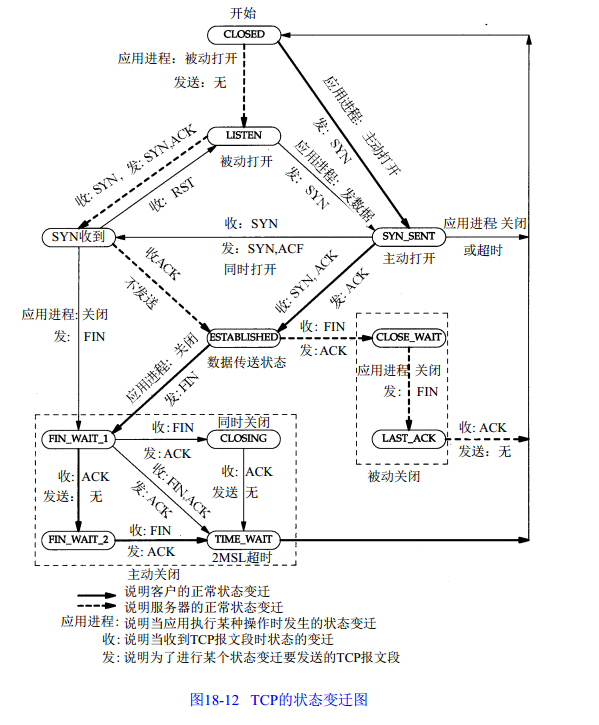 开始
CLOSED
应用进程：被动打开
发送：无
应用进程：主动打开
发：SYN
LISTEN
被动打开
收：SYN，发：SYN,ACK
收：RST
应用进程：发数据
发：SYN
SYN收到
收：SYN
发：SYN,ACF
同时打开
SYN_SENT
主动打开
应用进程 关闭
或超时
收ACK
不发送
收：SYN, ACK
发：ACK
应用进程：关闭
发： FIN
ESTABLISHED
数据传送状态
收: FIN
发:ACK
CLOSE_WAIT
应用进程 关闭
发： FIN
LAST_ACK
收: ACK
发送：无
被动关闭
应用进程：关闭
发：FIN
FIN_WAIT_1
收:FIN
发:ACK
同时关闭
CLOSING
收: ACK
发送： 无
收：FIN,ACK
发：ACK
收: ACK
发送 无
FIN_WAIT_2
收: FIN
发: ACK
TIME_WAIT
2MSL超时
主动关闭
说明客户的正常状态变迁
说明服务器的正常状态变迁
应用进程：说明当应用执行某种操作时发生的状态变迁
收：说明当收到TCP报文段时状态的变迁
发：说明为了进行某个状态变迁要发送的TCP报文段
图18-12 TCP的状态变迁图